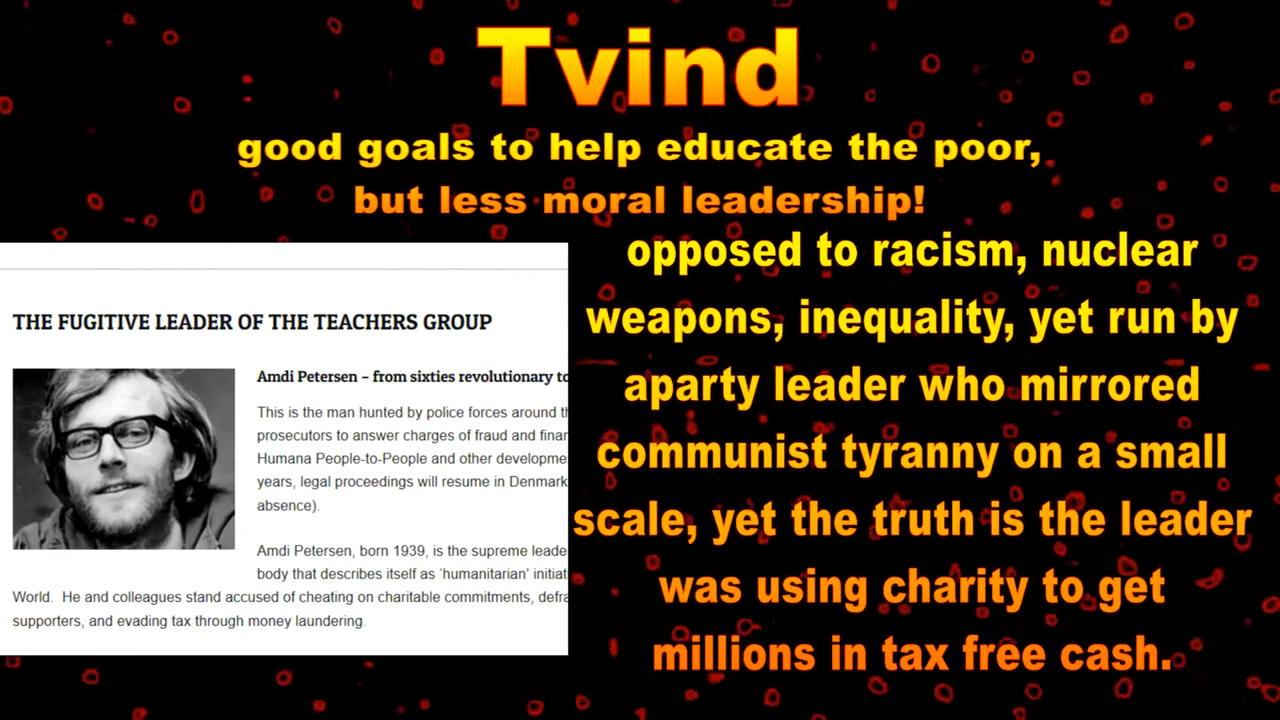 Tvind
good goals to help educate the poor,
but less moral leadership!
THE FUGITIVE LEADER OF THE TEACHERS GROUP
Amdi Petersen – from sixties revolutionary to
This is the man hunted by police forces around
prosecutors to answer charges of fraud and
Humana People-to-People and other
years, legal proceedings will resume in Denmark
absence).
Amdi Petersen, born 1939, is the supreme
body that describes itself as ‘humanitarian’
World. He and colleagues stand accused of cheating on charitable commitments,
supporters, and evading tax through money laundering.
opposed to racism, nuclear
weapons, inequality, yet run by
aparty leader who mirrored
communist tyranny on a small
scale, yet the truth is the leader
was using charity to get
millions in tax free cash.